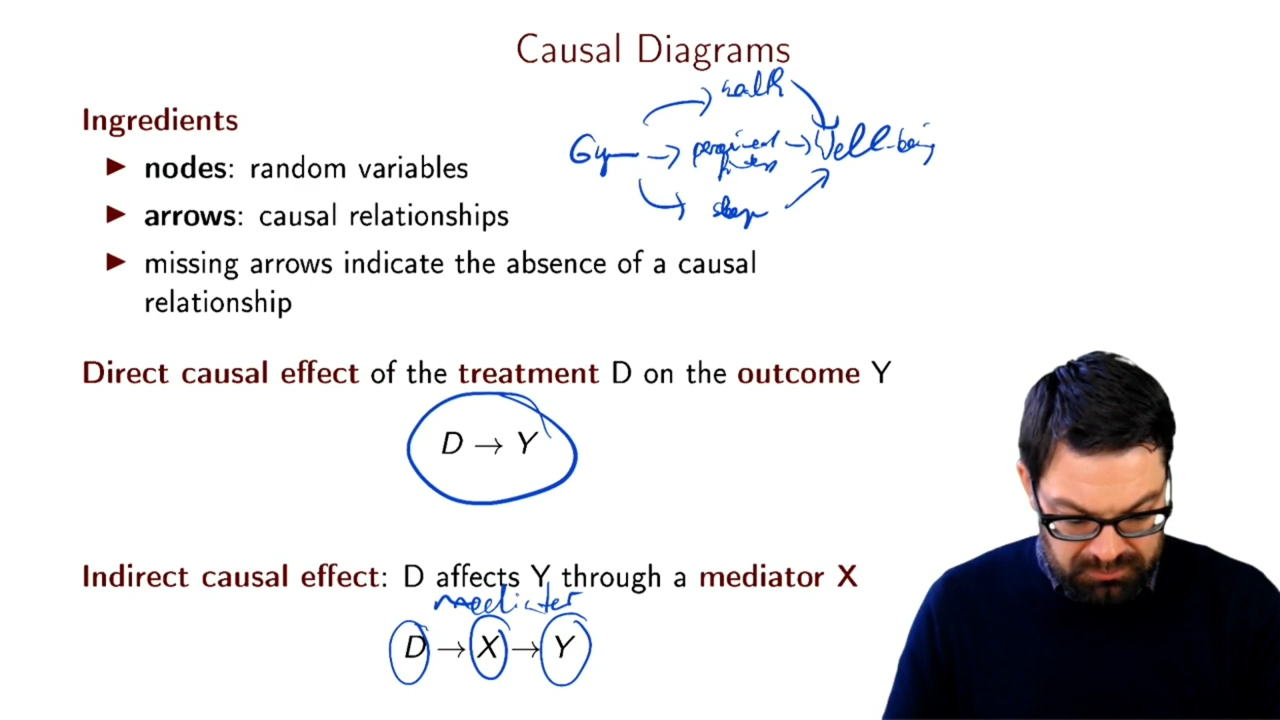 Causal Diagrams
Ingredients
▶ nodes: random variables
▶ arrows: causal relationships
▶ missing arrows indicate the absence of a causal
relationship
Gym → → Well-being
sleep
Direct causal effect of the treatment D on the outcome Y
D → Y
Indirect causal effect: D affects Y through a mediator X
mediator
D → X → Y